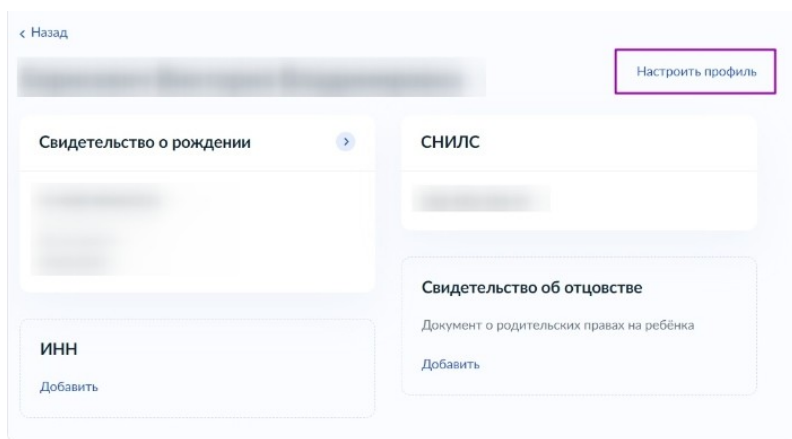 Назад
Настроить профиль
Свидетельство о рождении
СНИЛС
Свидетельство об отцовстве
Документ о родительских правах на ребёнка
Добавить
ИНН
Добавить